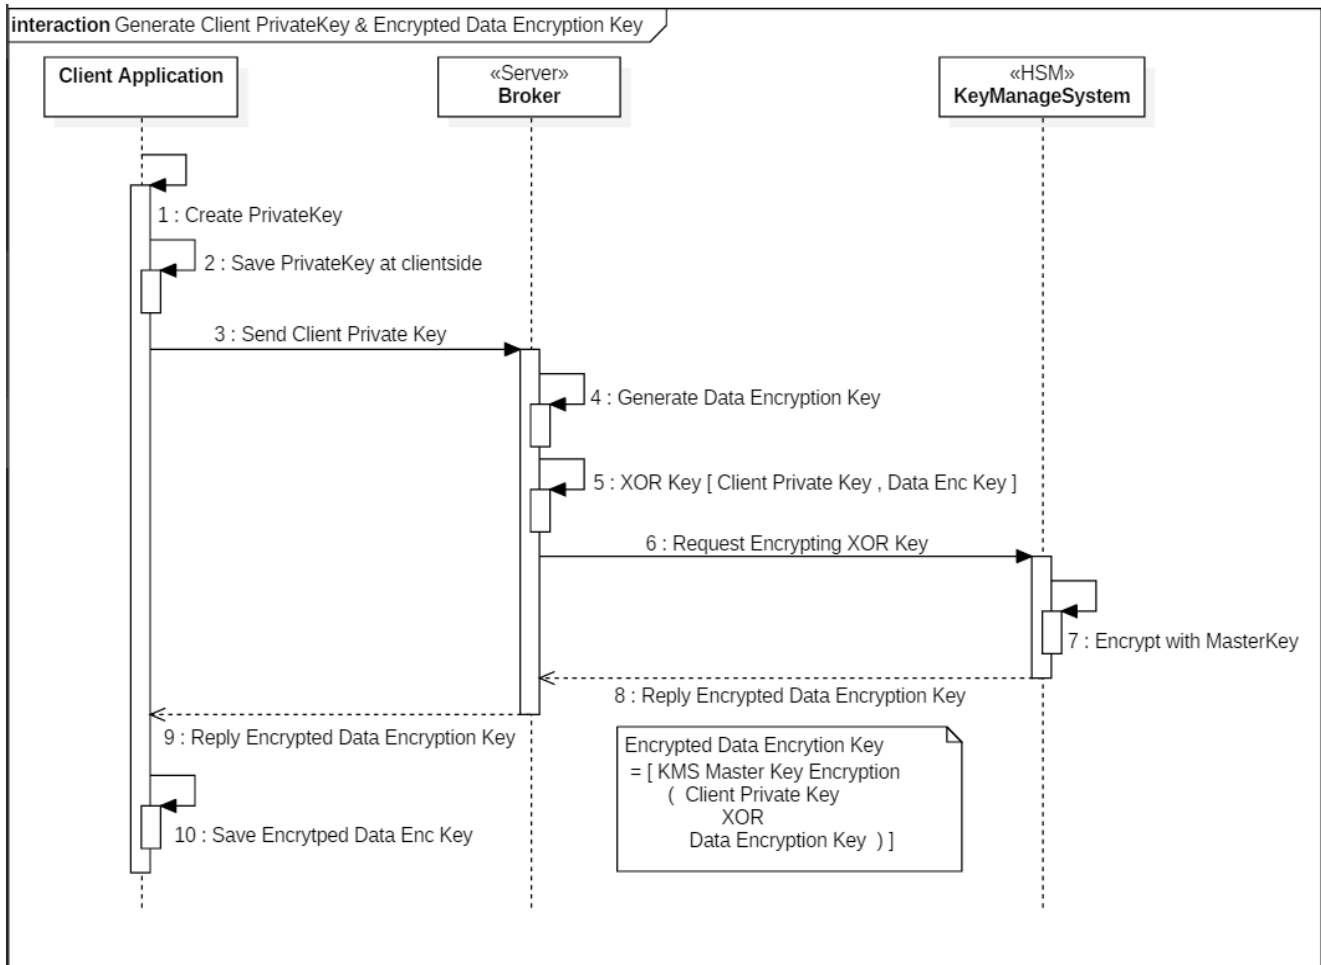 interaction Generate Client PrivateKey & Encrypted Data Encryption Key
Client Application
«Server»
Broker
«HSM»
KeyManageSystem
1 : Create PrivateKey
2 : Save PrivateKey at clientside
3 : Send Client Private Key
4 : Generate Data Encryption Key
5 : XOR Key [ Client Private Key , Data Enc Key ]
6 : Request Encrypting XOR Key
7 : Encrypt with MasterKey
8 : Reply Encrypted Data Encryption Key
9 : Reply Encrypted Data Encryption Key
Encrypted Data Encrytion Key
= [ KMS Master Key Encryption
( Client Private Key
XOR
Data Encryption Key ) ]
10 : Save Encrytped Data Enc Key